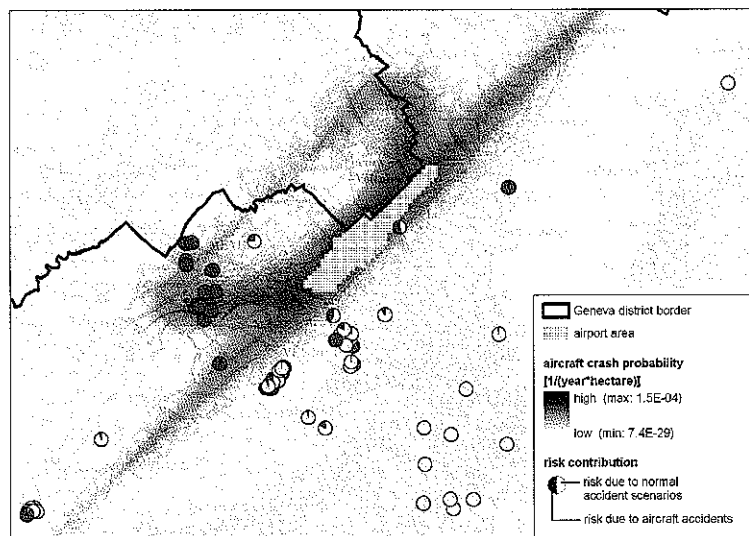 Geneva district border
airport area
aircraft crash probability
[1/(year*hectare)]
high (max: 1.5E-04)
low (min: 7.4E-29)
risk contribution
risk due to normal
accident scenarios
risk due to aircraft accidents